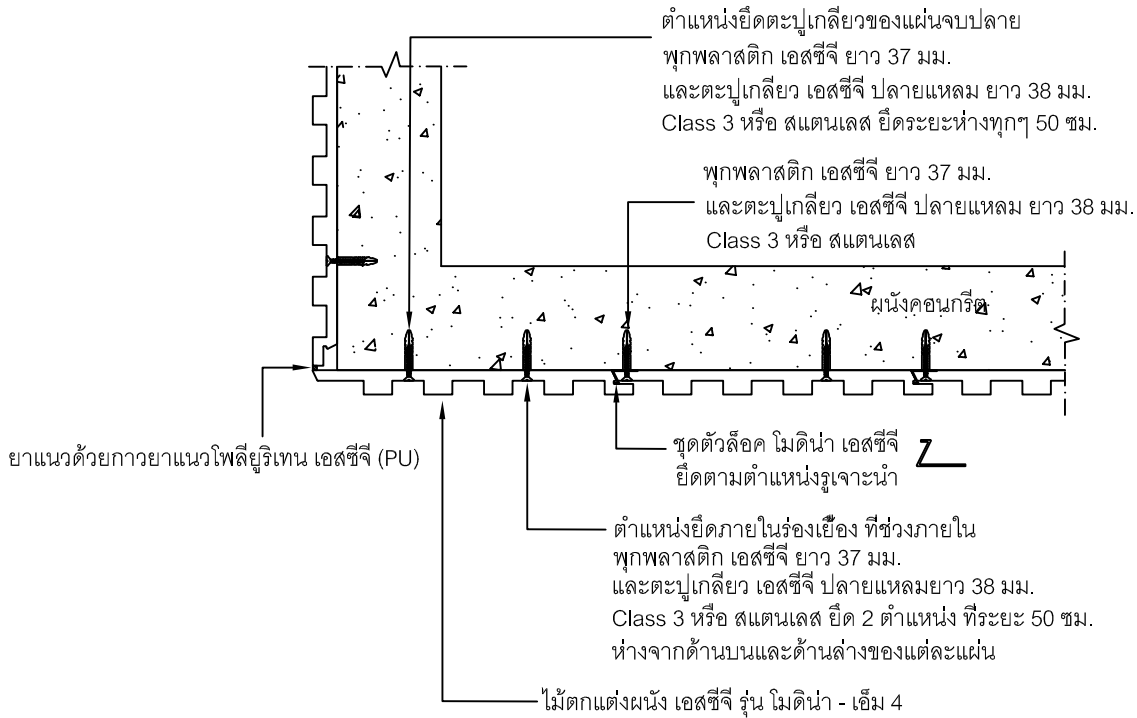 ตำแหน่งยึดตะปูเกลียวของแผ่นจบปลาย
พุกพลาสติก เอสซีจี ยาว 37 มม.
และตะปูเกลียว เอสซีจี ปลายแหลม ยาว 38 มม.
Class 3 หรือ สแตนเลส ยึดระยะห่างทุกๆ 50 ซม.
พุกพลาสติก เอสซีจี ยาว 37 มม.
และตะปูเกลียว เอสซีจี ปลายแหลม ยาว 38 มม.
Class 3 หรือ สแตนเลส
ผนังคอนกรีต
ยาแนวด้วยกาวยาแนวโพลียูริเทน เอสซีจี (PU)
ชุดตัวล็อค โมดิน่า เอสซีจี
ยึดตามตำแหน่งรูเจาะนำ
ตำแหน่งยึดภายในร่องเยื้อง ที่ช่วงภายใน
พุกพลาสติก เอสซีจี ยาว 37 มม.
และตะปูเกลียว เอสซีจี ปลายแหลมยาว 38 มม.
Class 3 หรือ สแตนเลส ยึด 2 ตำแหน่ง ที่ระยะ 50 ซม.
ห่างจากด้านบนและด้านล่างของแต่ละแผ่น
ไม้ตกแต่งผนัง เอสซีจี รุ่น โมดิน่า - เอ็ม 4